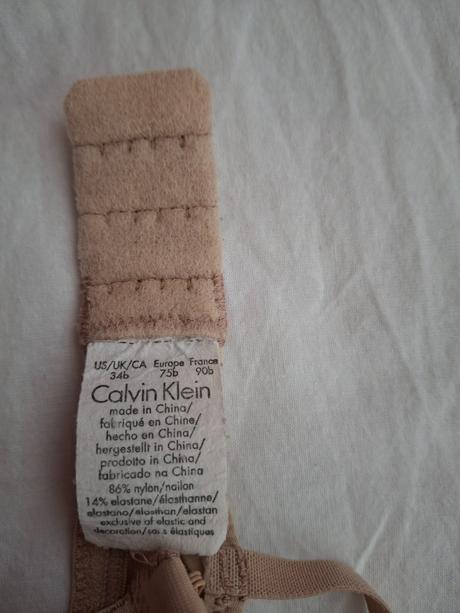 US/UK/CA Europe France
34b 75b 90b
Calvin Klein
made in China/
fabriqué en Chine/
hecho en China/
hergestellt in China/
prodotto in China/
fabricado na China
86% nylon/nailon
14% elastane/élasthanne/
elastano/elasthan/elastan
exclusive of elastic and
decoration/sans élastiques